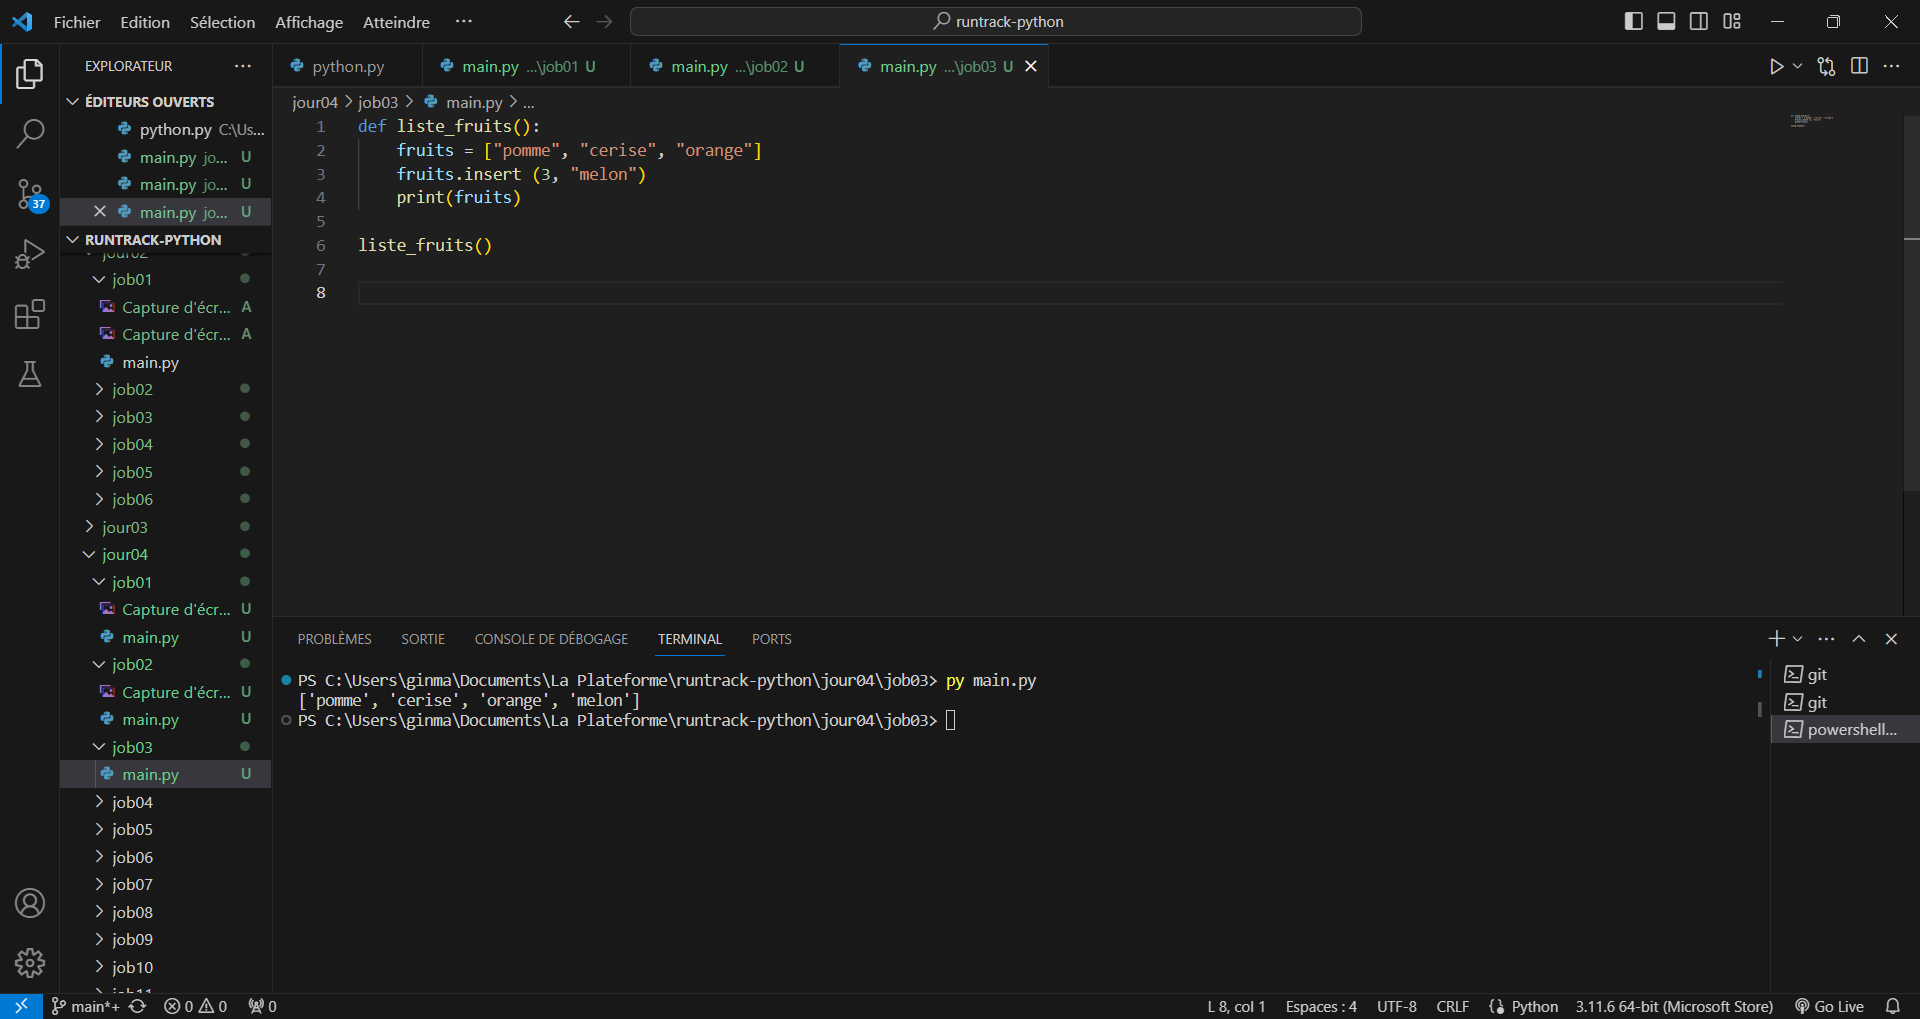 Fichier Edition Sélection Affichage Atteindre ··· runtrack-python
EXPLORATEUR ···
ÉDITEURS OUVERTS
python.py C:\Us...
main.py jo... U
main.py jo... U
main.py jo... U
RUNTRACK-PYTHON
jour02
job01
Capture d'écr... A
Capture d'écr... A
main.py
job02
job03
job04
job05
job06
jour03
jour04
job01
Capture d'écr... U
main.py U
job02
Capture d'écr... U
main.py U
job03
main.py U
job04
job05
job06
job07
job08
job09
job10
job11
37
python.py main.py ...\job01 U main.py ...\job02 U main.py ...\job03 U
jour04 > job03 > main.py > ...
1 def liste_fruits():
2 fruits = ["pomme", "cerise", "orange"]
3 fruits.insert (3, "melon")
4 print(fruits)
5
6 liste_fruits()
7
8
PROBLÈMES SORTIE CONSOLE DE DÉBOGAGE TERMINAL PORTS
PS C:\Users\ginma\Documents\La Plateforme\runtrack-python\jour04\job03> py main.py
['pomme', 'cerise', 'orange', 'melon']
PS C:\Users\ginma\Documents\La Plateforme\runtrack-python\jour04\job03>
git
git
powershell...
main*+ 0 0 0 L 8, col 1 Espaces : 4 UTF-8 CRLF Python 3.11.6 64-bit (Microsoft Store) Go Live